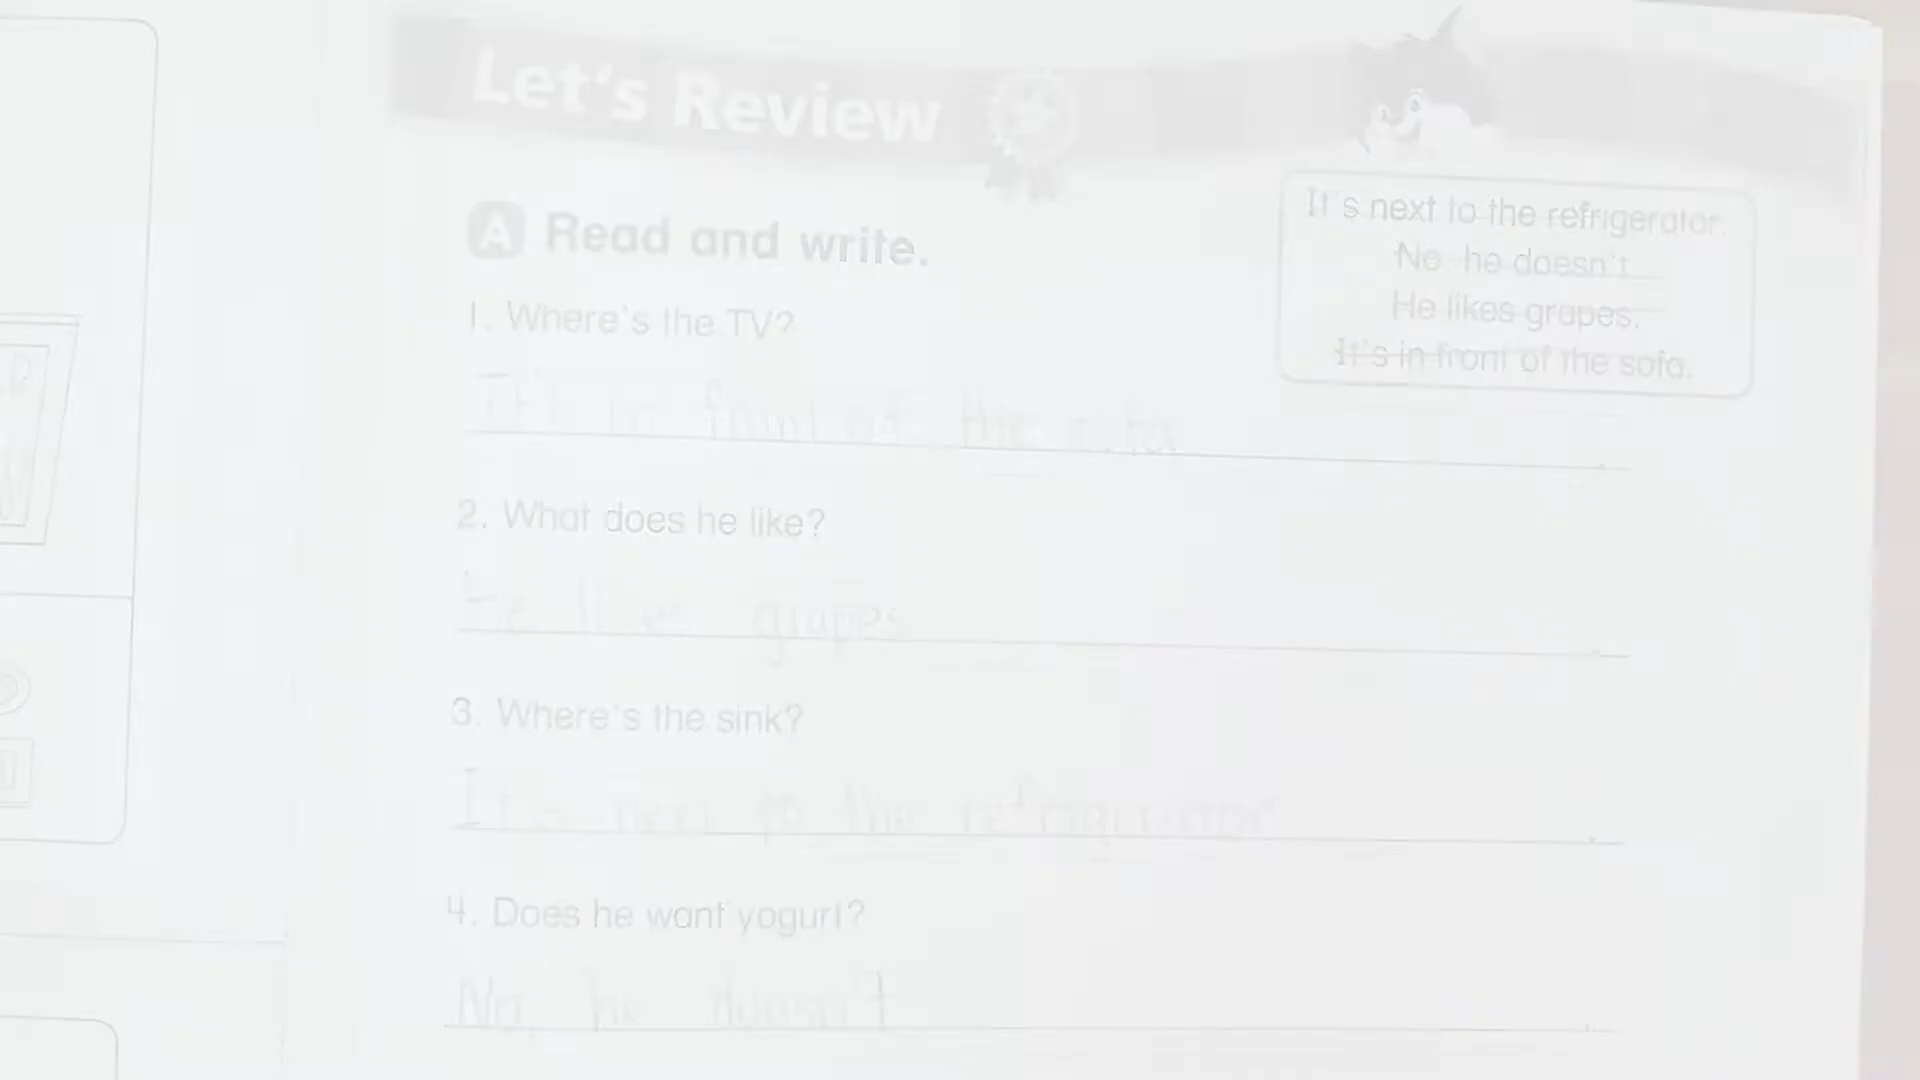 Let's Review
A Read and write.
It's next to the refrigerator.
No he doesn't
He likes grapes.
It's in front of the sofa.
1. Where's the TV?
It's in front of the sofa
2. What does he like?
He likes grapes
3. Where's the sink?
It's next to the refrigerator
4. Does he want yogurt?
No, he doesn't